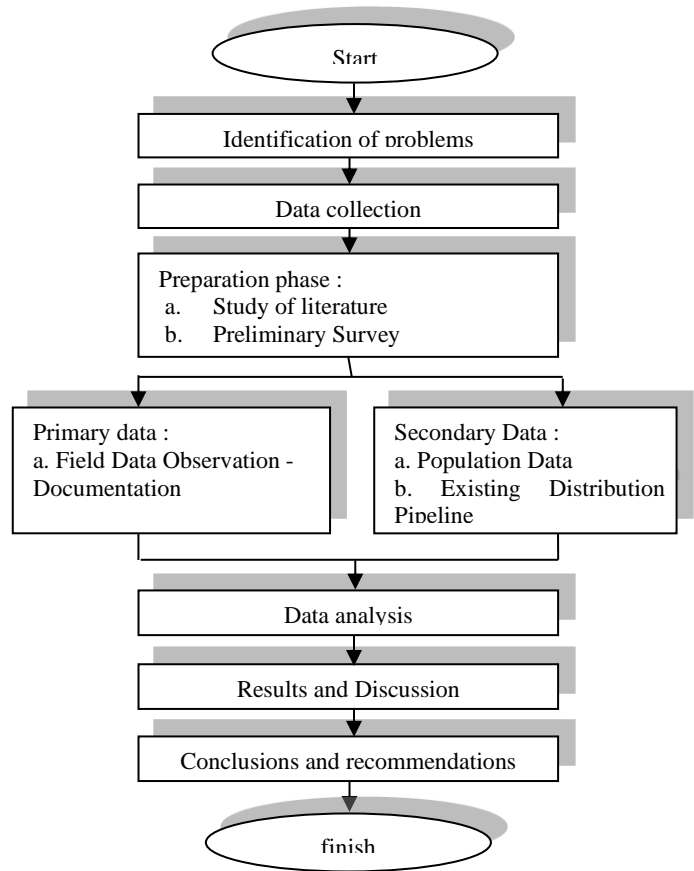 Start
Identification of problems
Data collection
Preparation phase :
a. Study of literature
b. Preliminary Survey
Primary data :
a. Field Data Observation -
Documentation
Secondary Data :
a. Population Data
b. Existing Distribution
Pipeline
Data analysis
Results and Discussion
Conclusions and recommendations
finish